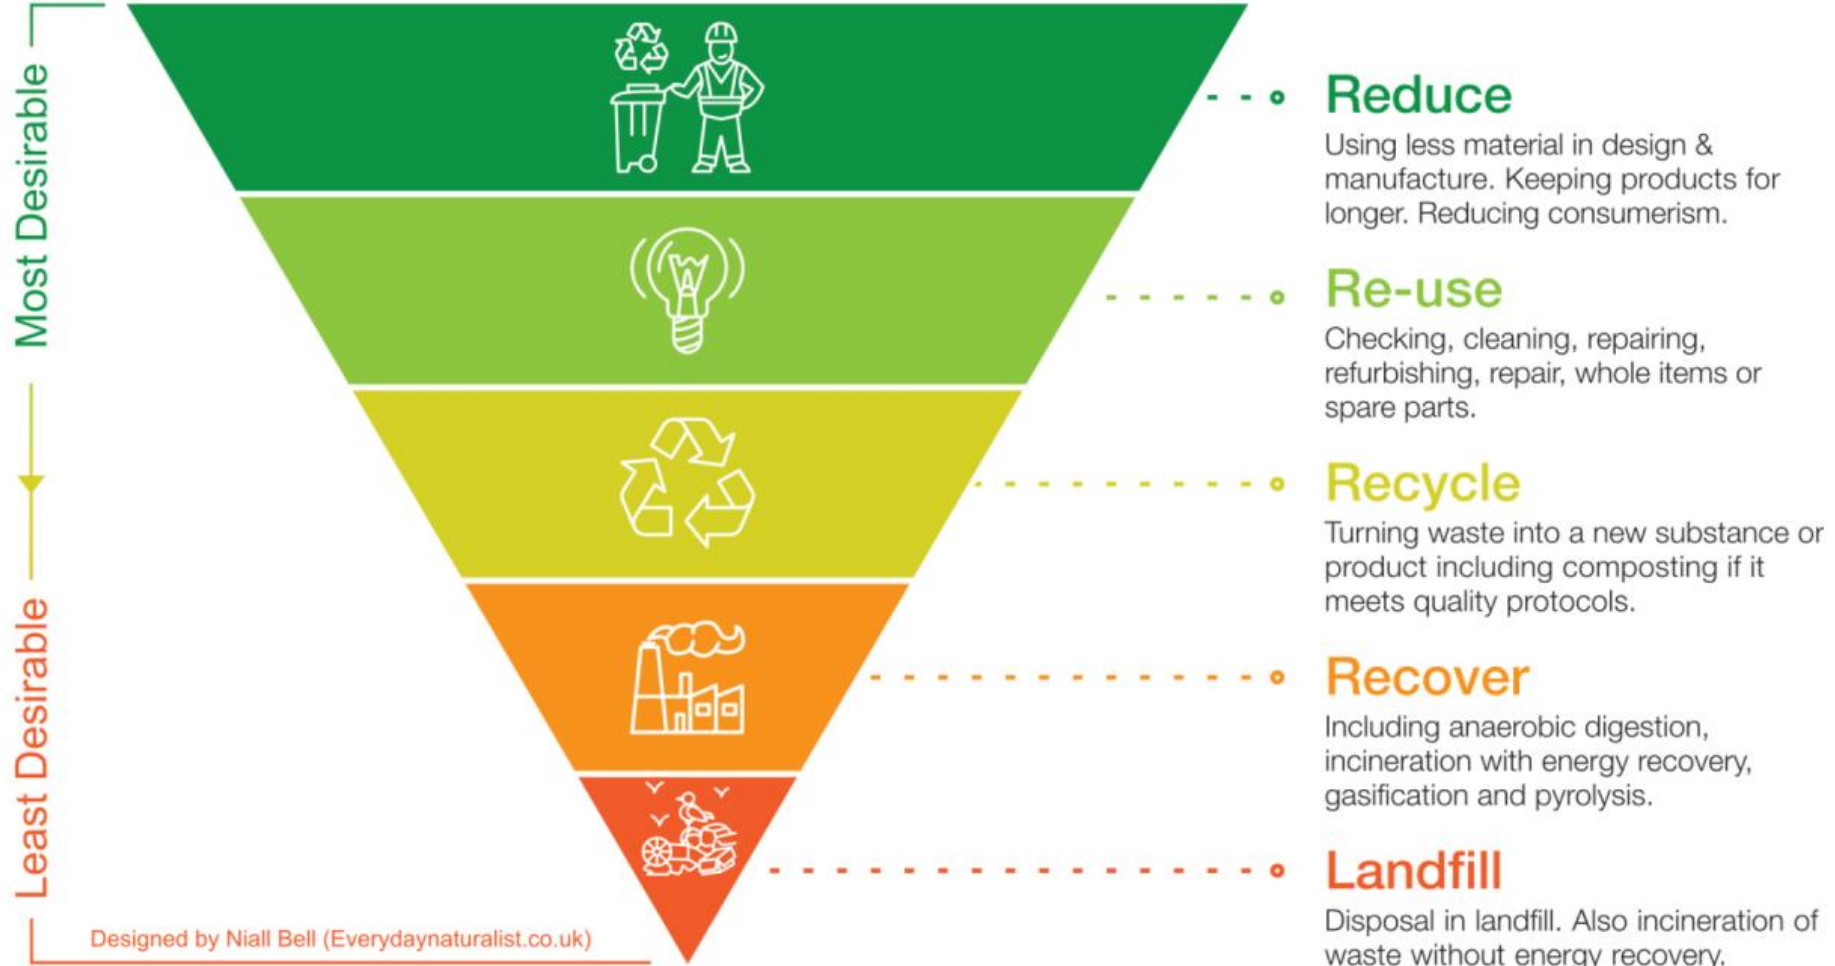 Most Desirable
Least Desirable
Reduce
Using less material in design &
manufacture. Keeping products for
longer. Reducing consumerism.
Re-use
Checking, cleaning, repairing,
refurbishing, repair, whole items or
spare parts.
Recycle
Turning waste into a new substance or
product including composting if it
meets quality protocols.
Recover
Including anaerobic digestion,
incineration with energy recovery,
gasification and pyrolysis.
Landfill
Disposal in landfill. Also incineration of
waste without energy recovery.
Designed by Niall Bell (Everydaynaturalist.co.uk)